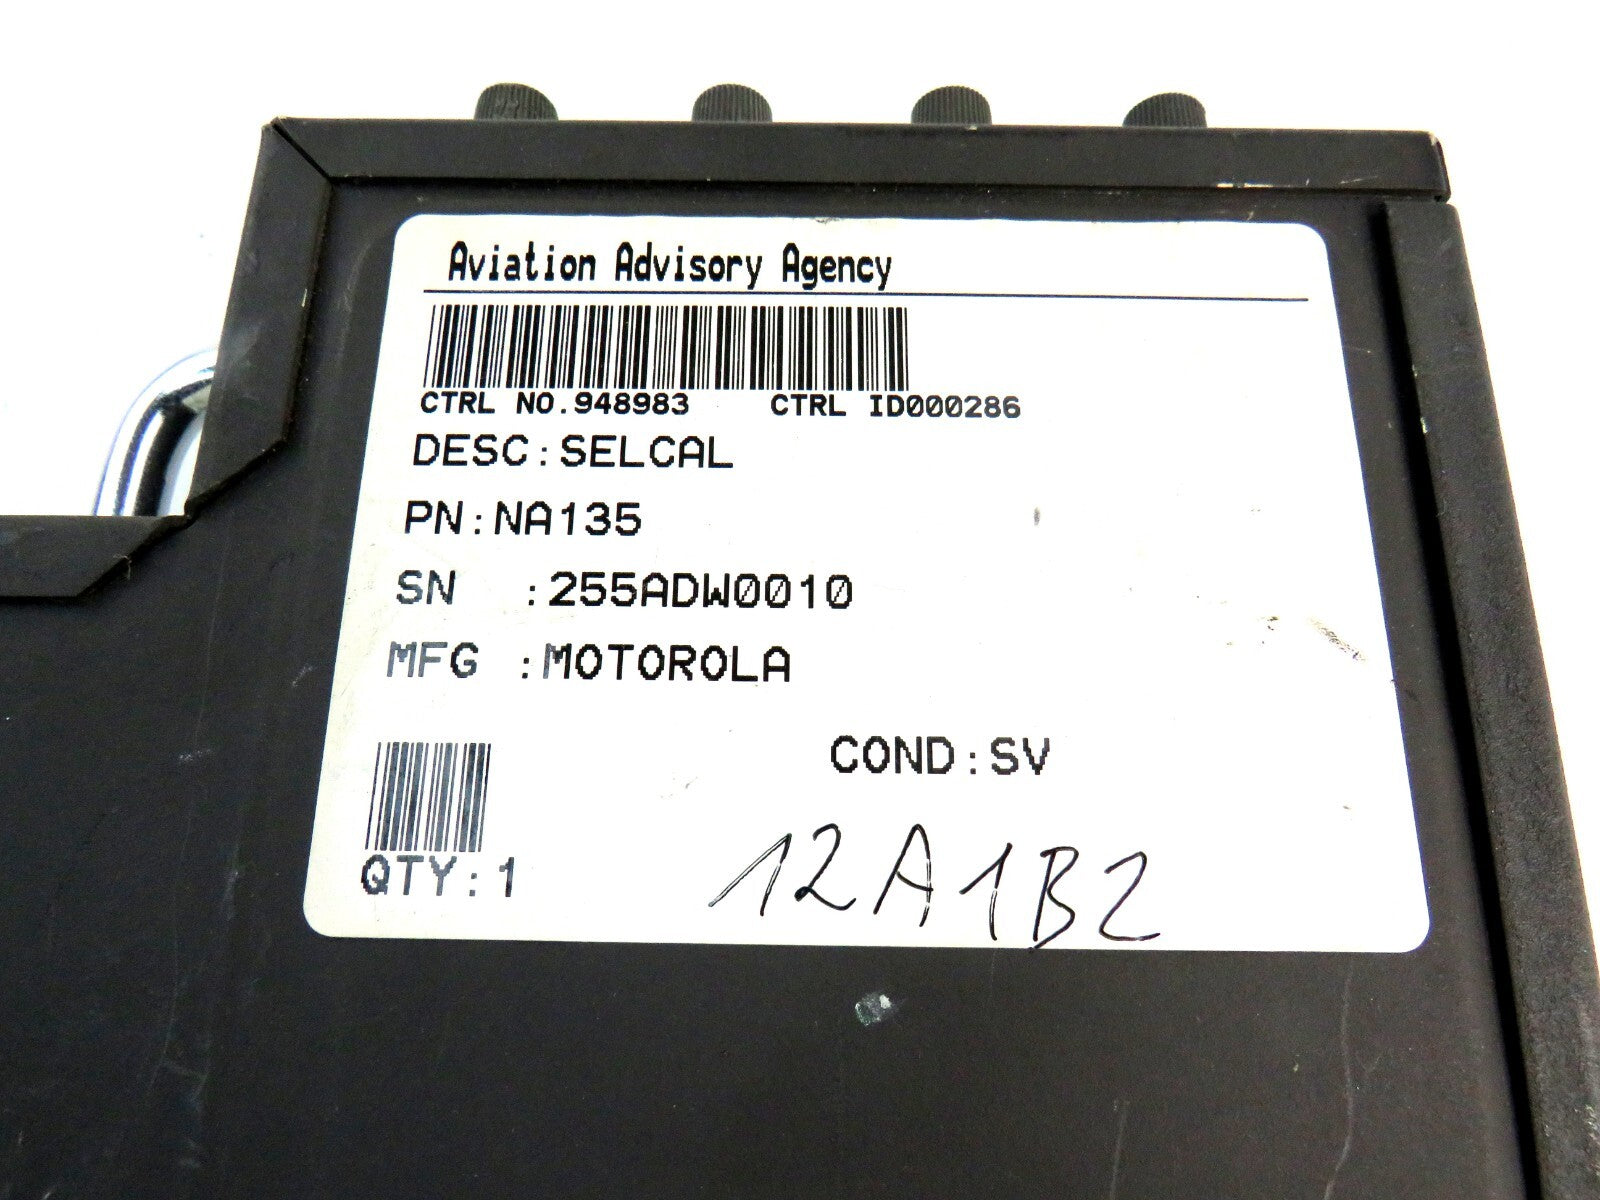 Aviation Advisory Agency
CTRL NO.948983 CTRL ID000286
DESC:SELCAL
PN:NA135
SN :255ADW0010
MFG :MOTOROLA
COND:SV
QTY:1
12A1B2